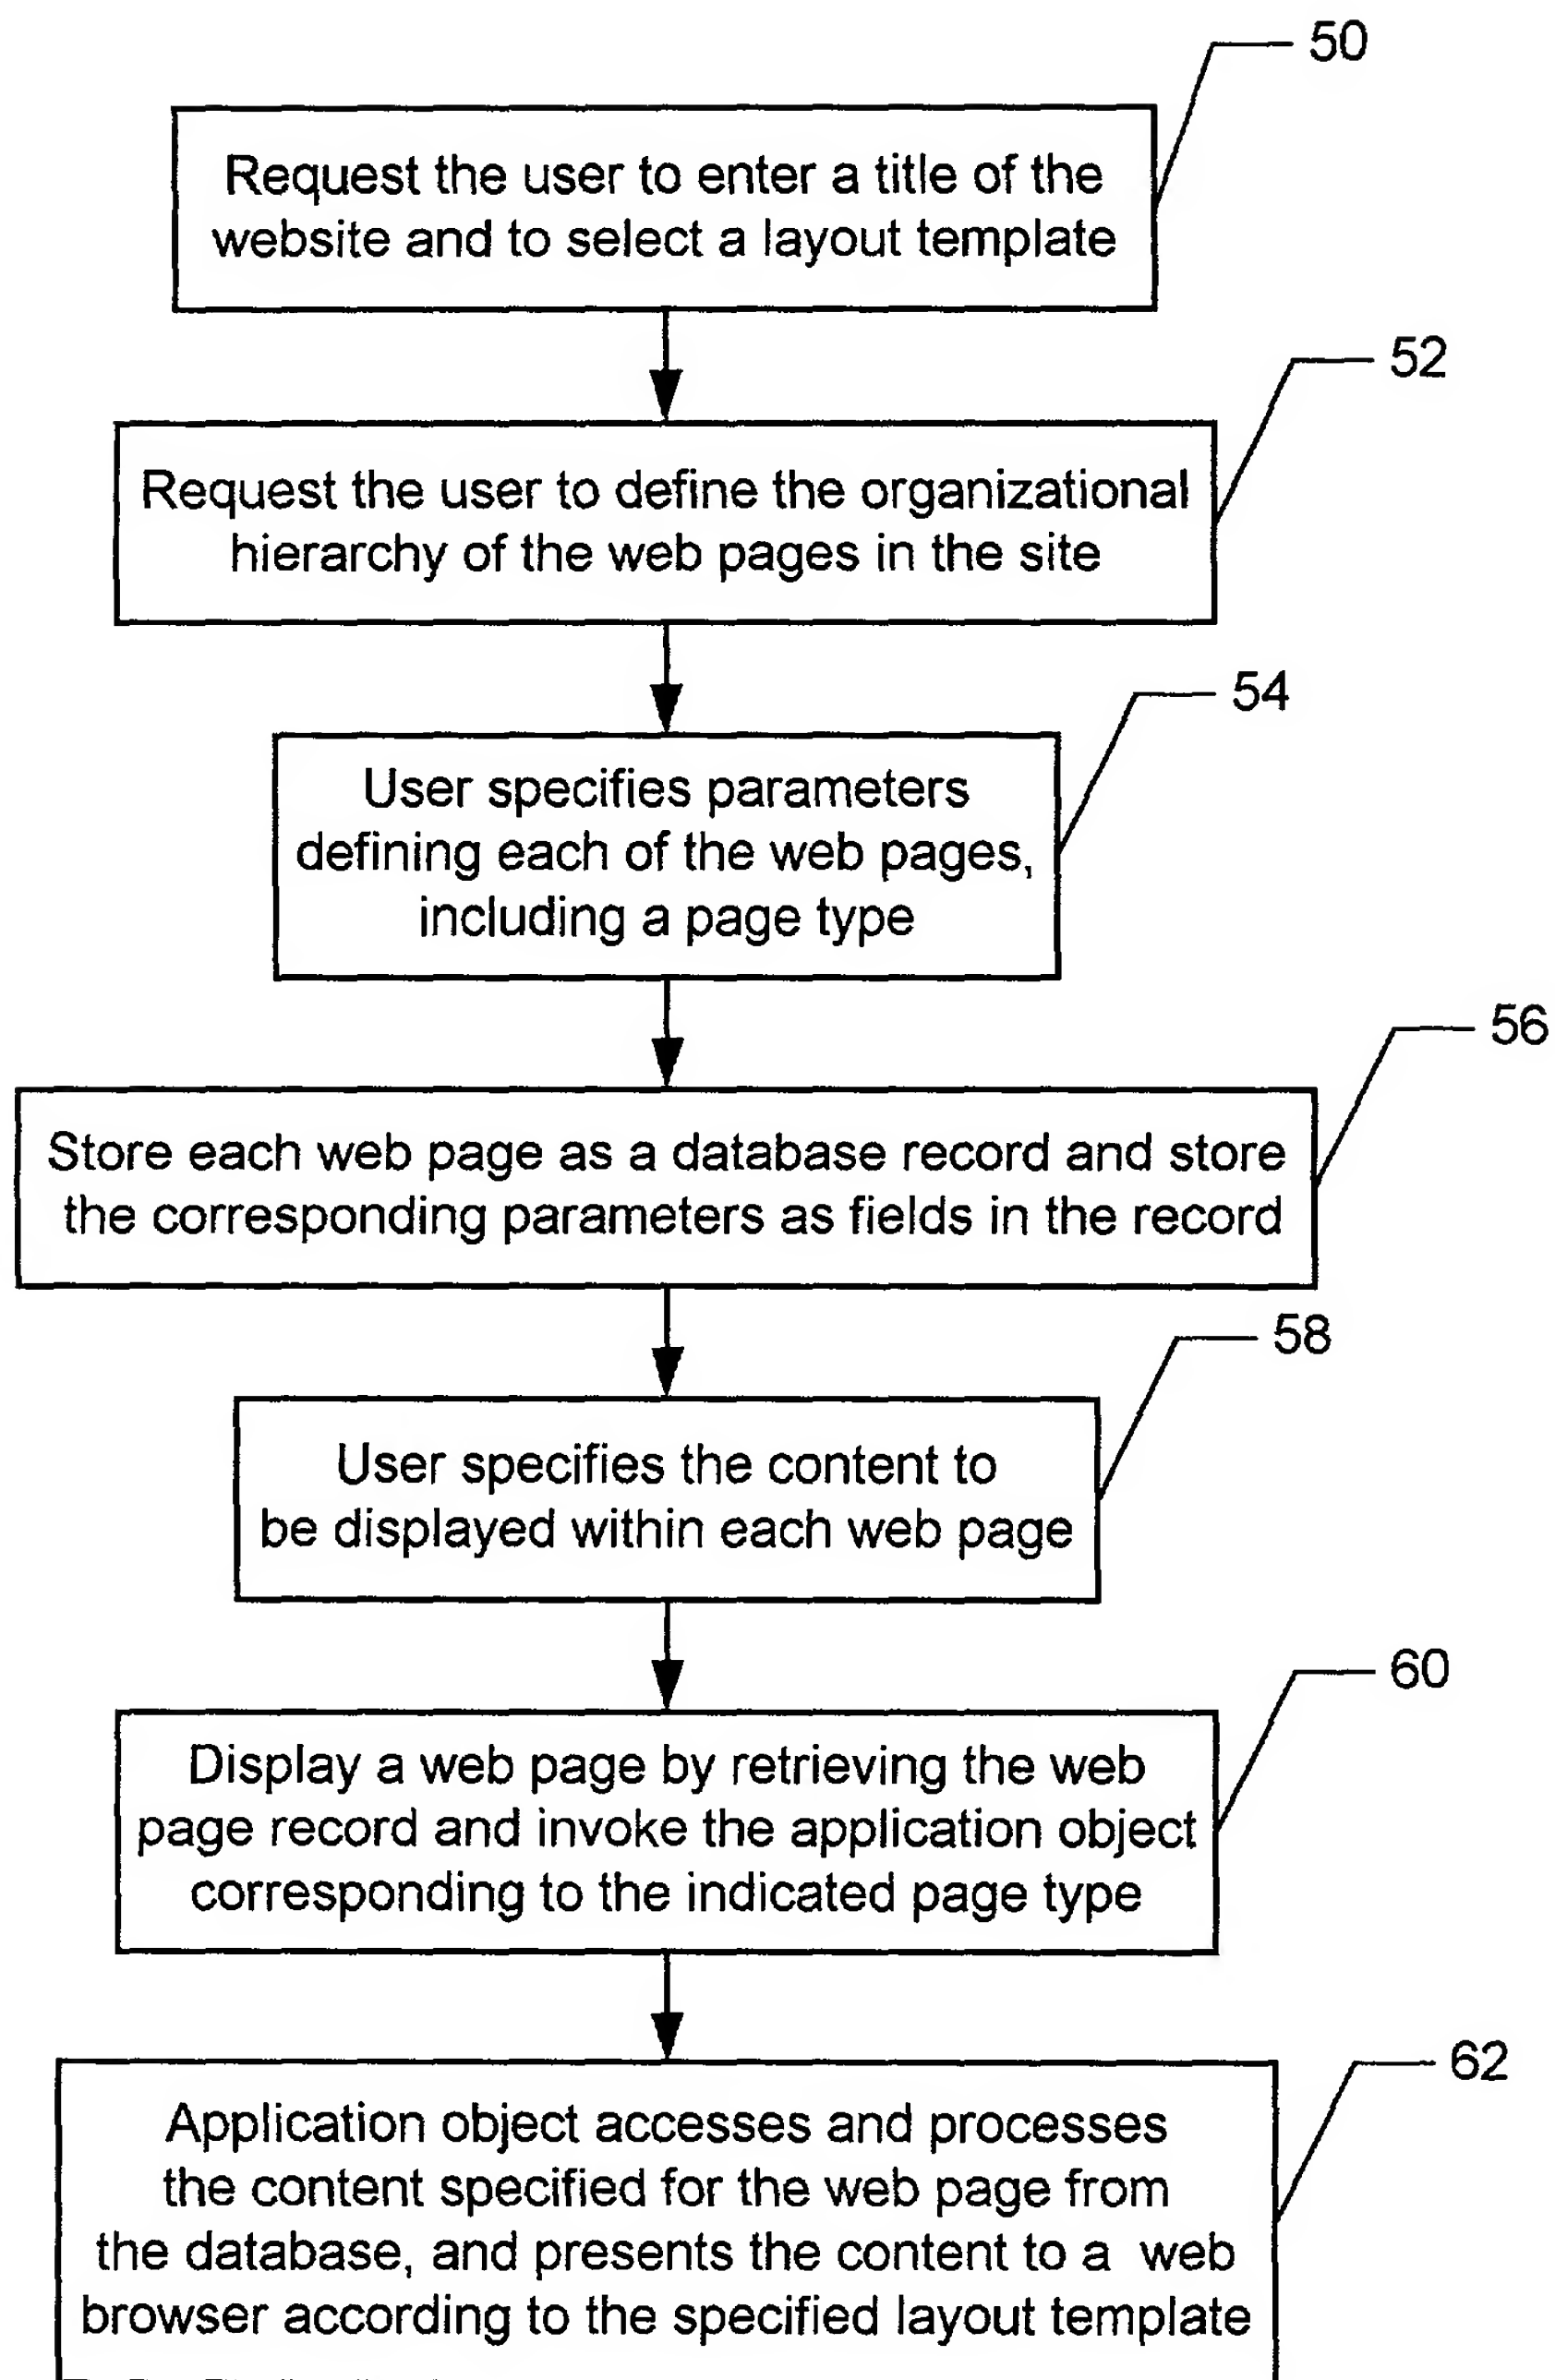 50
Request the user to enter a title of the
website and to select a layout template
52
Request the user to define the organizational
hierarchy of the web pages in the site
54
User specifies parameters
defining each of the web pages,
including a page type
56
Store each web page as a database record and store
the corresponding parameters as fields in the record
58
User specifies the content to
be displayed within each web page
60
Display a web page by retrieving the web
page record and invoke the application object
corresponding to the indicated page type
62
Application object accesses and processes
the content specified for the web page from
the database, and presents the content to a web
browser according to the specified layout template